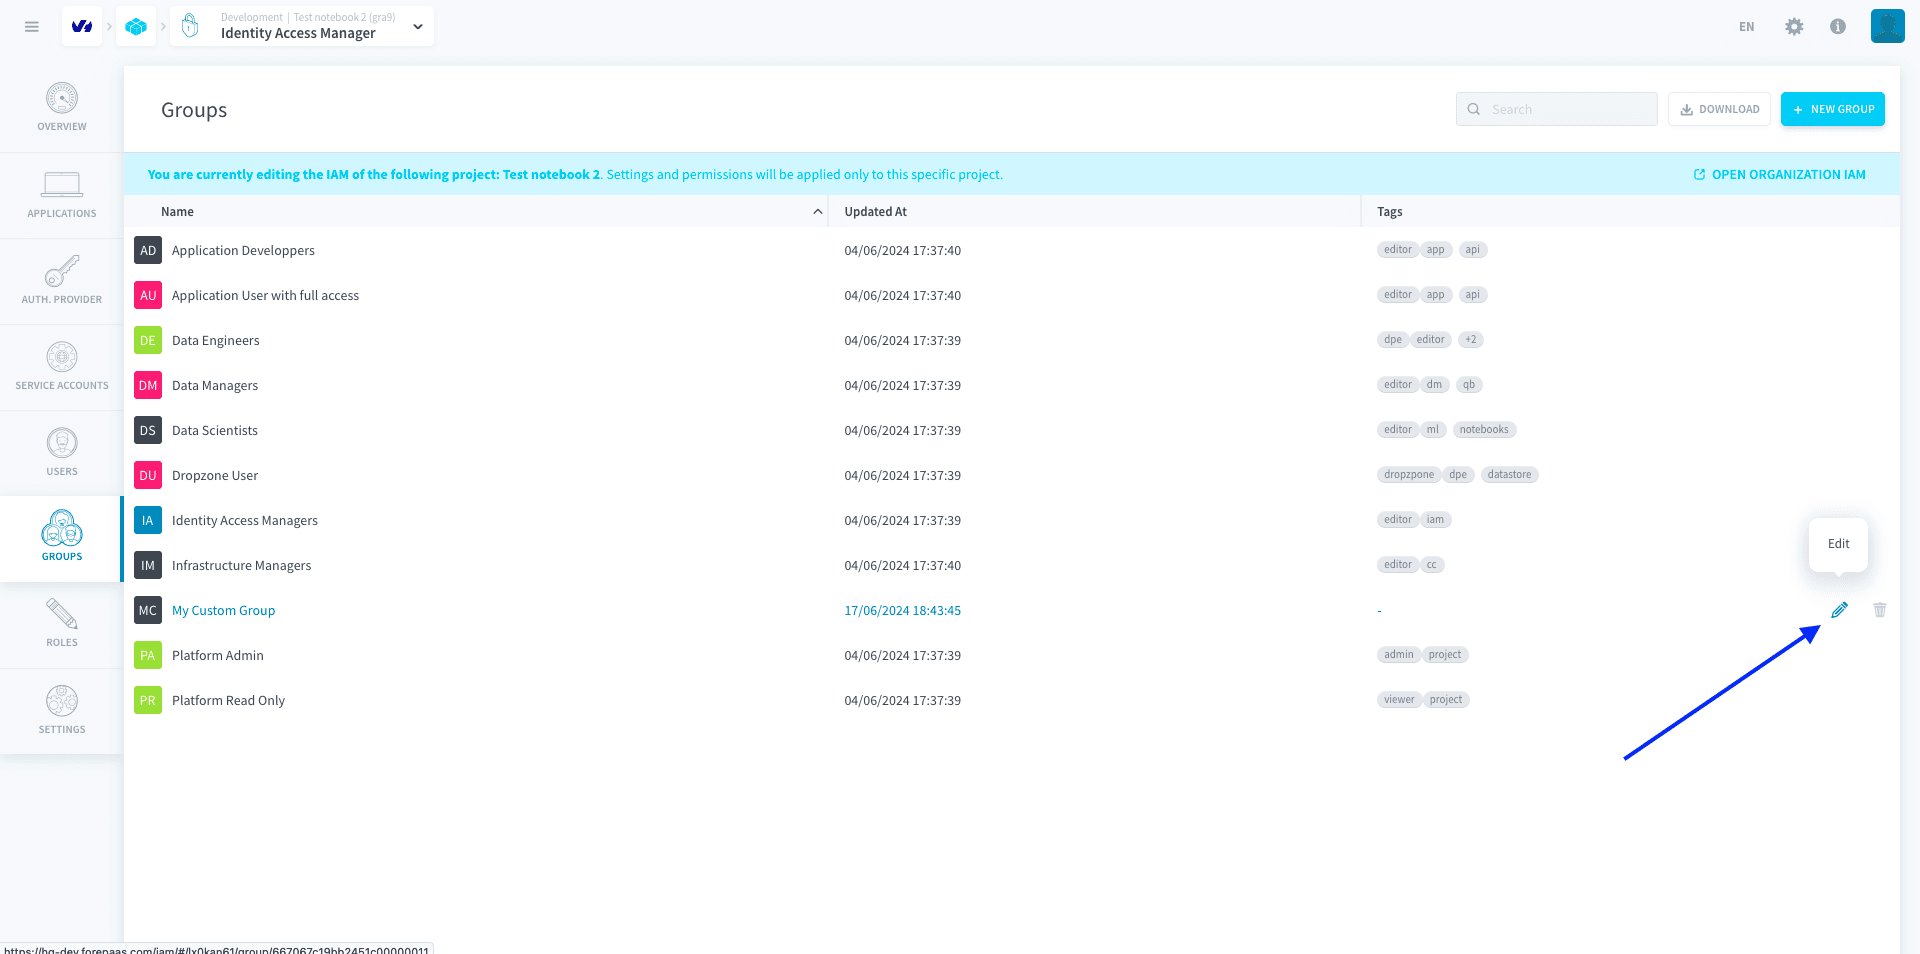 Development | Test notebook 2 (gra9)
Identity Access Manager
EN
OVERVIEW
APPLICATIONS
AUTH. PROVIDER
SERVICE ACCOUNTS
USERS
GROUPS
ROLES
SETTINGS
Groups
Search
DOWNLOAD
+ NEW GROUP
You are currently editing the IAM of the following project: Test notebook 2. Settings and permissions will be applied only to this specific project.
OPEN ORGANIZATION IAM
Name Updated At Tags
AD Application Developpers 04/06/2024 17:37:40 editor app api
AU Application User with full access 04/06/2024 17:37:40 editor app api
DE Data Engineers 04/06/2024 17:37:39 dpe editor +2
DM Data Managers 04/06/2024 17:37:39 editor dm qb
DS Data Scientists 04/06/2024 17:37:39 editor ml notebooks
DU Dropzone User 04/06/2024 17:37:39 dropzpone dpe datastore
IA Identity Access Managers 04/06/2024 17:37:39 editor iam
Edit
IM Infrastructure Managers 04/06/2024 17:37:40 editor cc
MC My Custom Group 17/06/2024 18:43:45 -
PA Platform Admin 04/06/2024 17:37:39 admin project
PR Platform Read Only 04/06/2024 17:37:39 viewer project